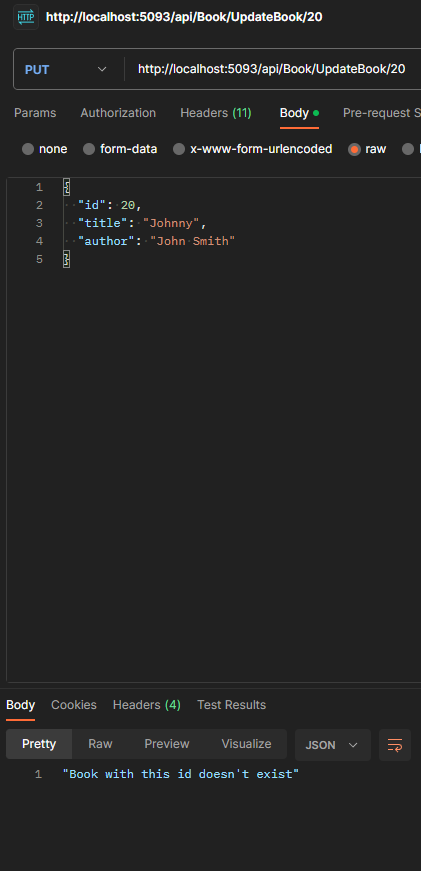 HTTP http://localhost:5093/api/Book/UpdateBook/20
PUT http://localhost:5093/api/Book/UpdateBook/20
Params Authorization Headers (11) Body Pre-request S
none form-data x-www-form-urlencoded raw
1 {
2 "id": 20,
3 "title": "Johnny",
4 "author": "John Smith"
5 }
Body Cookies Headers (4) Test Results
Pretty Raw Preview Visualize JSON
1 "Book with this id doesn't exist"